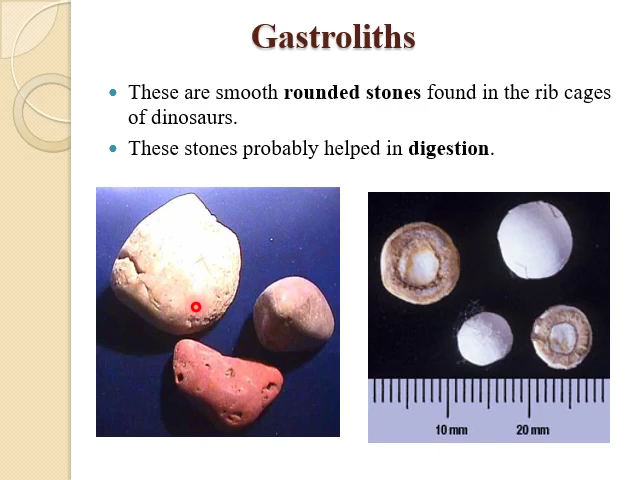 Gastroliths
These are smooth rounded stones found in the rib cages
of dinosaurs.
These stones probably helped in digestion.
10 mm 20 mm